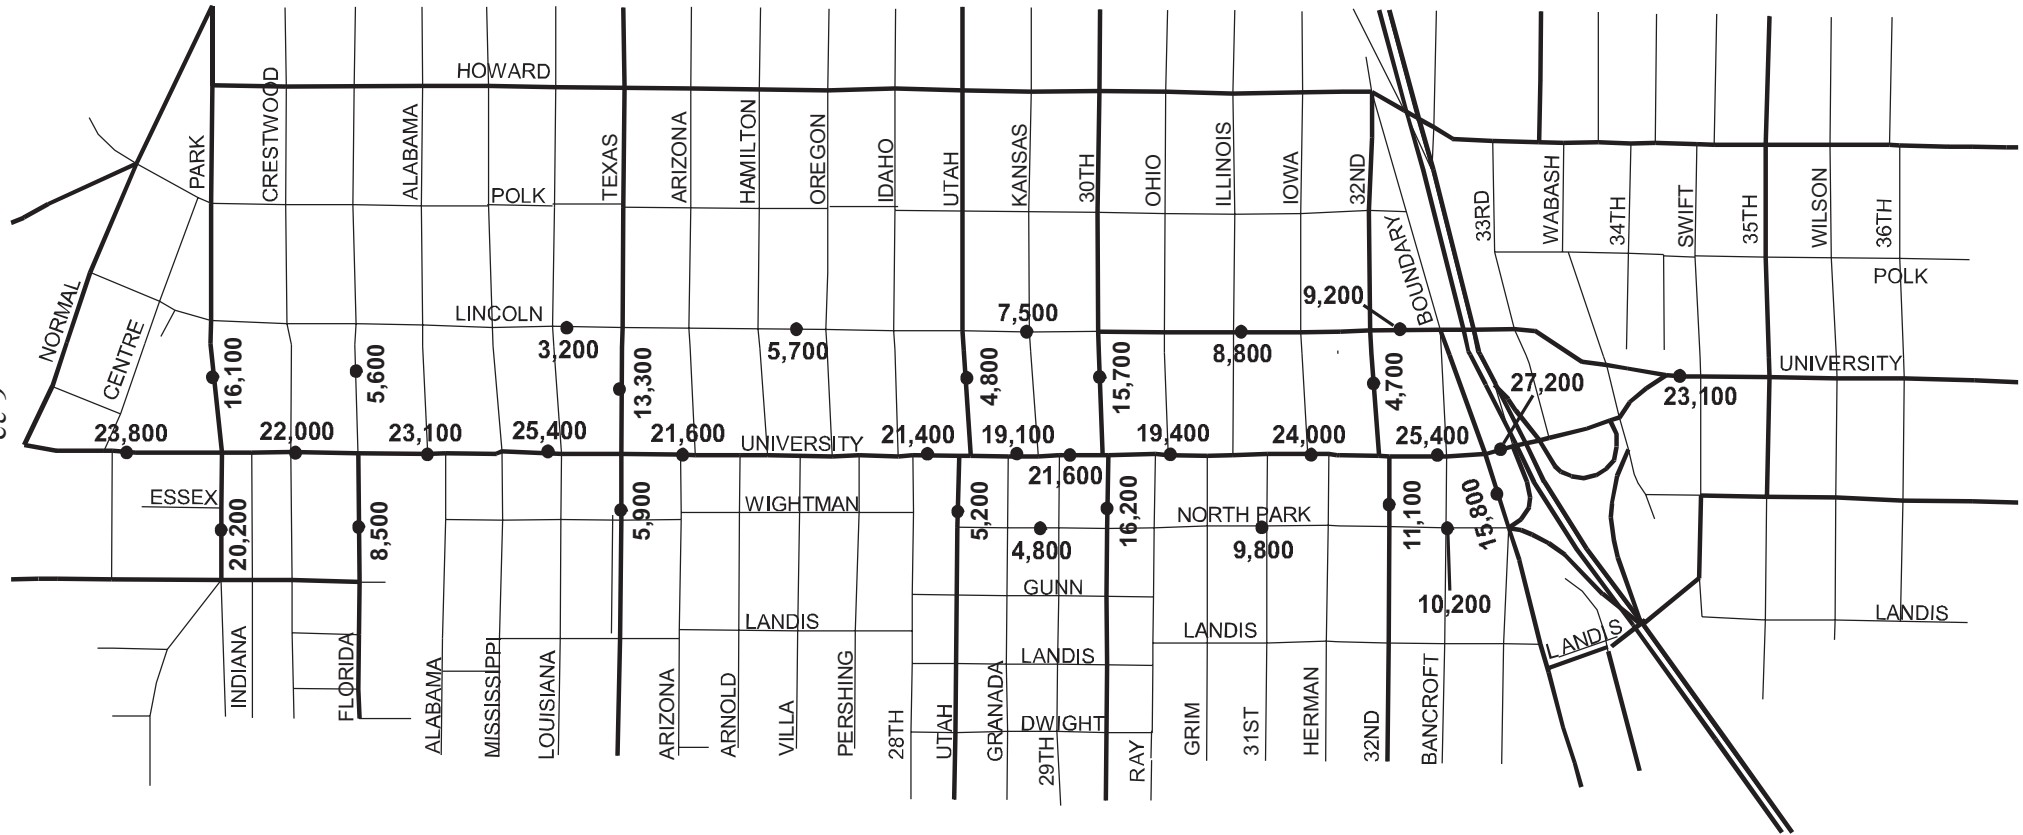 HOWARD
PARK
CRESTWOOD
ALABAMA
TEXAS
ARIZONA
HAMILTON
OREGON
IDAHO
UTAH
KANSAS
30TH
OHIO
ILLINOIS
IOWA
32ND
BOUNDARY
33RD
WABASH
34TH
SWIFT
35TH
WILSON
36TH
POLK
POLK
NORMAL
CENTRE
LINCOLN
3,200
5,700
7,500
8,800
9,200
UNIVERSITY
23,100
27,200
16,100
5,600
13,300
4,800
15,700
4,700
23,800
22,000
23,100
25,400
21,600
UNIVERSITY
21,400
19,100
21,600
19,400
24,000
25,400
ESSEX
20,200
8,500
5,900
WIGHTMAN
5,200
4,800
16,200
NORTH PARK
9,800
11,100
10,200
15,800
GUNN
LANDIS
LANDIS
LANDIS
LANDIS
LANDIS
DWIGHT
INDIANA
FLORIDA
ALABAMA
MISSISSIPPI
LOUISIANA
ARIZONA
ARNOLD
VILLA
PERSHING
28TH
UTAH
GRANADA
29TH
RAY
GRIM
31ST
HERMAN
32ND
BANCROFT